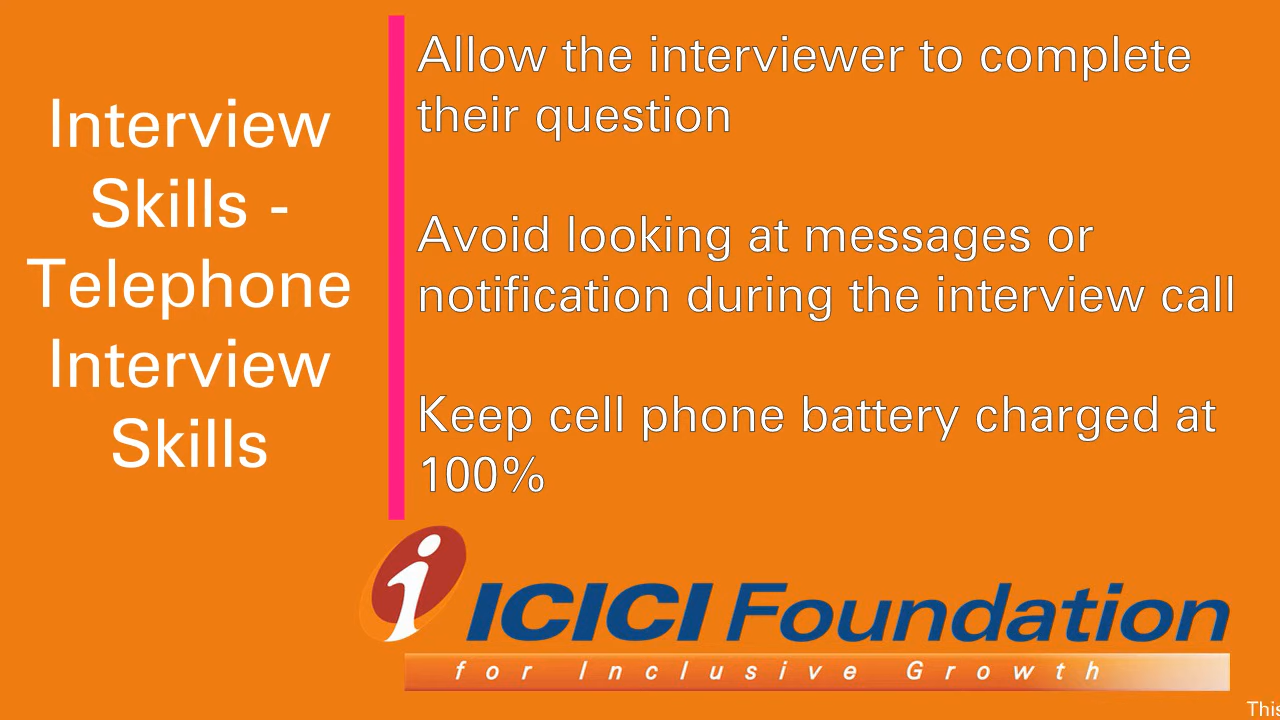 Interview
Skills -
Telephone
Interview
Skills
Allow the interviewer to complete
their question
Avoid looking at messages or
notification during the interview call
Keep cell phone battery charged at
100%
i ICICI Foundation
for Inclusive Growth
This